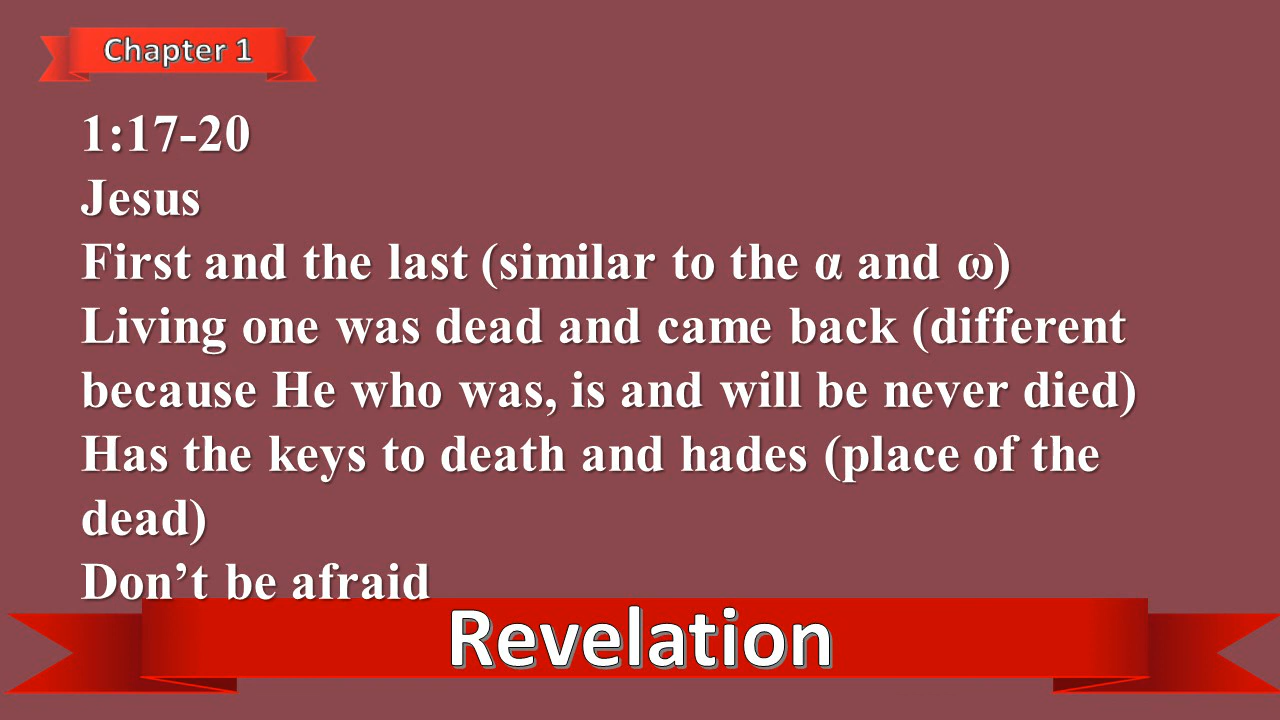 Chapter 1
1:17-20
Jesus
First and the last (similar to the α and ω)
Living one was dead and came back (different
because He who was, is and will be never died)
Has the keys to death and hades (place of the
dead)
Don’t be afraid
Revelation